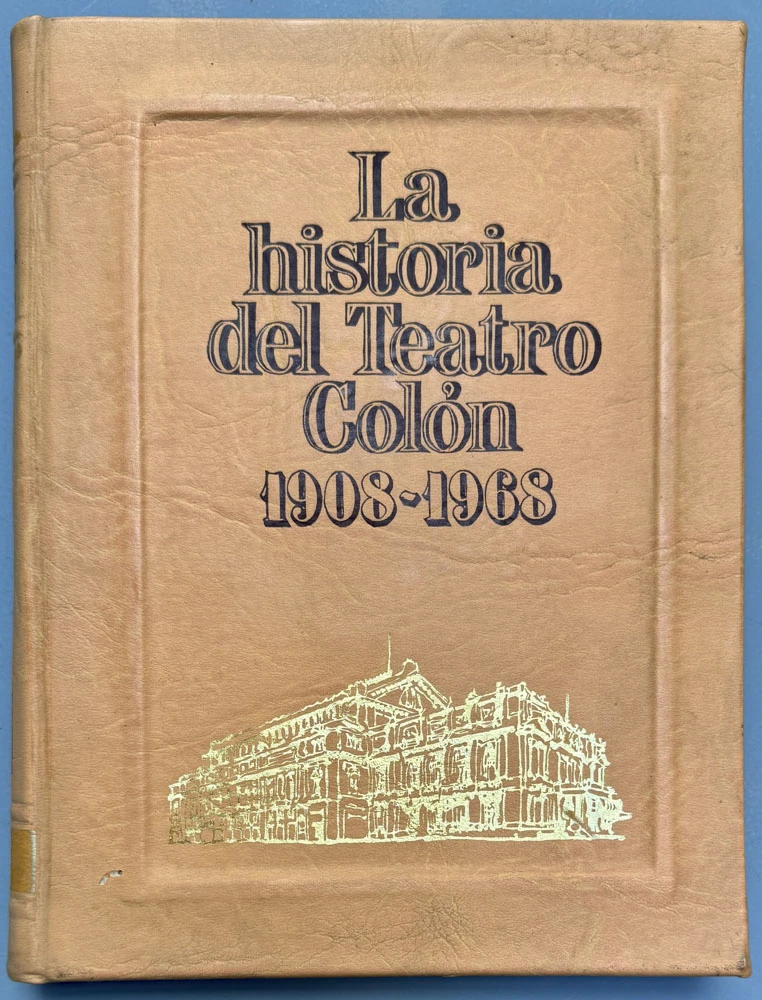 La
historia
del Teatro
Colón
1908-1968